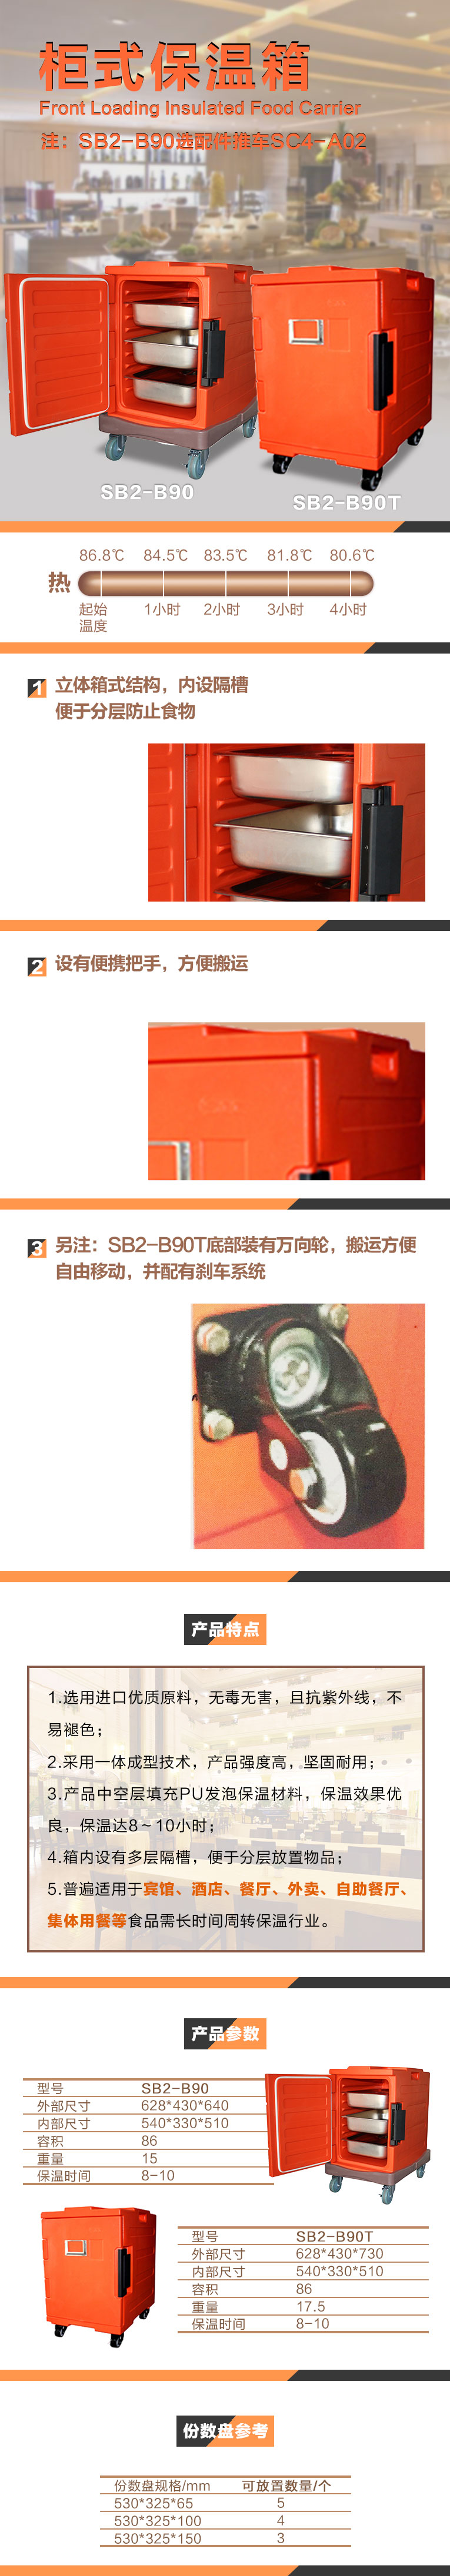 柜式保温箱
Front Loading Insulated Food Carrier
注：SB2-B90选配件推车SC4-A02
SB2-B90
SB2-B90T
86.8℃ 84.5℃ 83.5℃ 81.8℃ 80.6℃
热
起始温度 1小时 2小时 3小时 4小时
1 立体箱式结构，内设隔槽
便于分层防止食物
2 设有便携把手，方便搬运
3 另注：SB2-B90T底部装有万向轮，搬运方便
自由移动，并配有刹车系统
产品特点
1.选用进口优质原料，无毒无害，且抗紫外线，不
易褪色；
2.采用一体成型技术，产品强度高，坚固耐用；
3.产品中空层填充PU发泡保温材料，保温效果优
良，保温达8～10小时；
4.箱内设有多层隔槽，便于分层放置物品；
5.普遍适用于宾馆、酒店、餐厅、外卖、自助餐厅、
集体用餐等食品需长时间周转保温行业。
产品参数
型号 SB2-B90
外部尺寸 628*430*640
内部尺寸 540*330*510
容积 86
重量 15
保温时间 8-10
型号 SB2-B90T
外部尺寸 628*430*730
内部尺寸 540*330*510
容积 86
重量 17.5
保温时间 8-10
份数盘参考
份数盘规格/mm 可放置数量/个
530*325*65 5
530*325*100 4
530*325*150 3